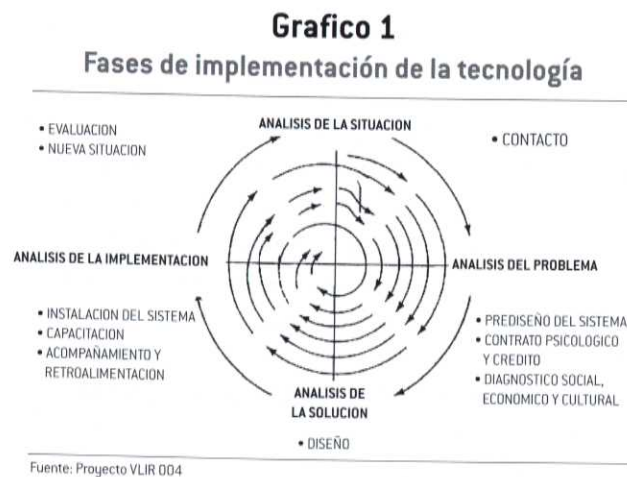 Grafico 1
Fases de implementación de la tecnología
• EVALUACION
• NUEVA SITUACION
ANALISIS DE LA SITUACION
• CONTACTO
ANALISIS DE LA IMPLEMENTACION
ANALISIS DEL PROBLEMA
• INSTALACION DEL SISTEMA
• CAPACITACION
• ACOMPAÑAMIENTO Y
RETROALIMENTACION
• PREDISEÑO DEL SISTEMA
• CONTRATO PSICOLOGICO
Y CREDITO
• DIAGNOSTICO SOCIAL,
ECONOMICO Y CULTURAL
ANALISIS DE
LA SOLUCION
• DISEÑO
Fuente: Proyecto VLIR 004